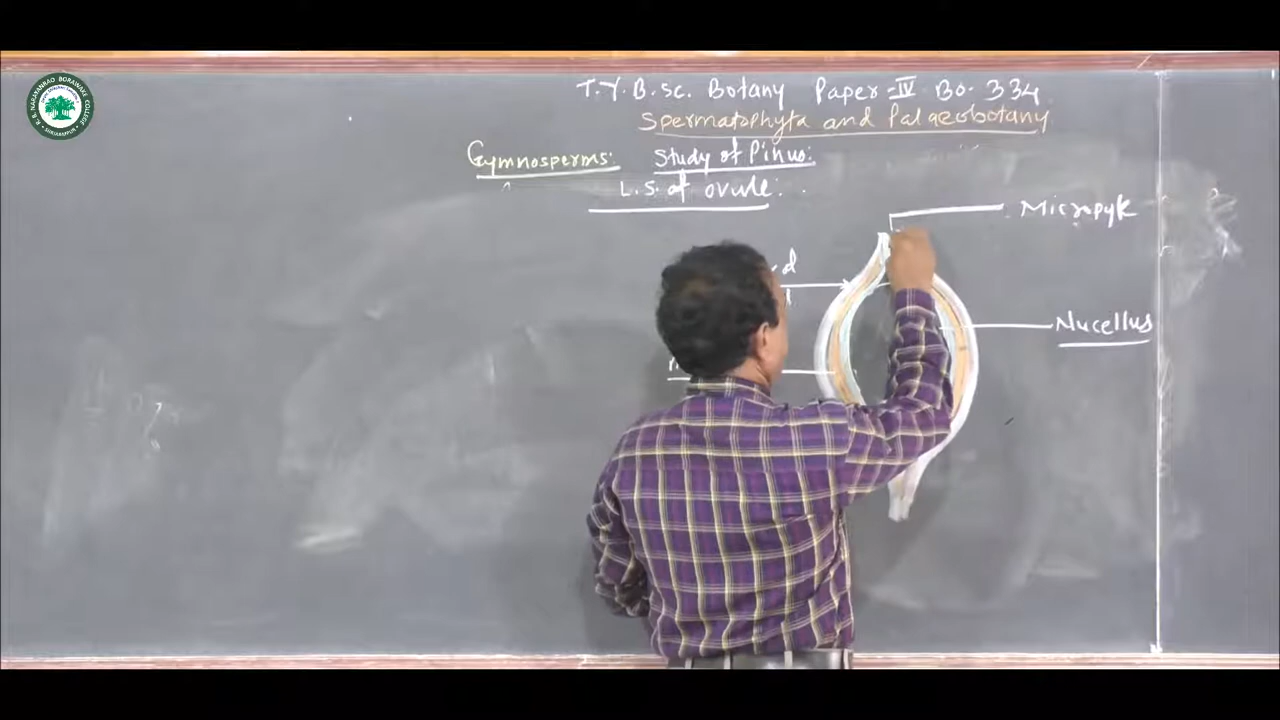 T.Y.B.Sc. Botany Paper-IV BO. 334
Spermatophyta and Palaeobotany
Gymnosperms: Study of Pinus:
L.S. of ovule:
Micropyle
Nucellus